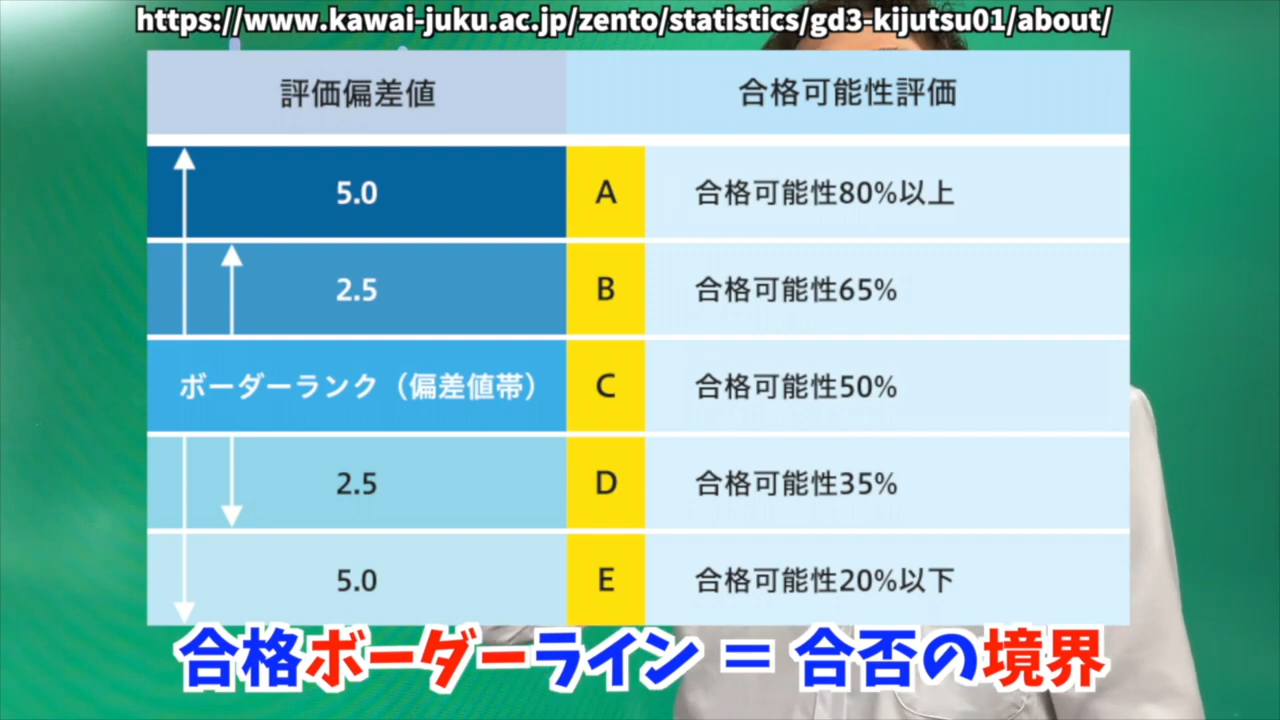 https://www.kawai-juku.ac.jp/zento/statistics/gd3-kijutsu01/about/
評価偏差値 合格可能性評価
5.0 A 合格可能性80%以上
2.5 B 合格可能性65%
ボーダーランク（偏差値帯） C 合格可能性50%
2.5 D 合格可能性35%
5.0 E 合格可能性20%以下
合格ボーダーライン = 合否の境界